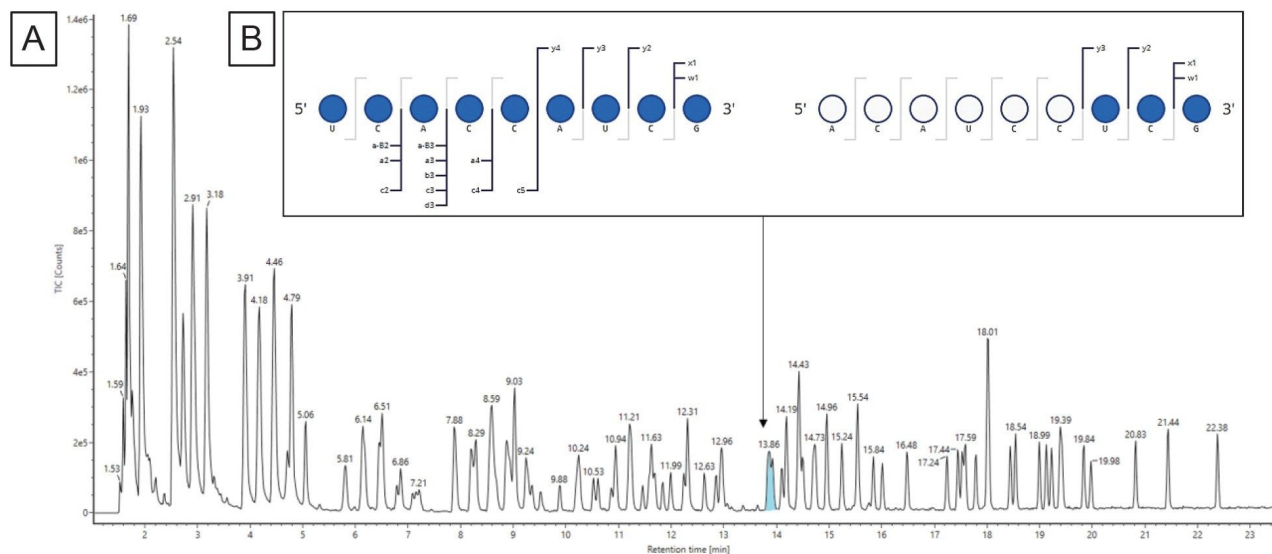 A
B
y4 y3 y2 x1 w1
5' U C A C C A U C G 3'
a-B2 a2 c2
a-B3 a3 b3 c3 d3
a4 c4
c5
y3 y2 x1 w1
5' A C A U C C U C G 3'
TIC [Counts]
1.4e6
1.2e6
1e6
8e5
6e5
4e5
2e5
0
1.53 1.59 1.64 1.69 1.93 2.54 2.91 3.18 3.91 4.18 4.46 4.79 5.06 5.81 6.14 6.51 6.86 7.21 7.88 8.29 8.59 9.03 9.24 9.88 10.24 10.53 10.94 11.21 11.63 11.99 12.31 12.63 12.96 13.86 14.19 14.43 14.73 14.96 15.24 15.54 15.84 16.48 17.24 17.44 17.59 18.01 18.54 18.99 19.39 19.84 19.98 20.83 21.44 22.38
2 3 4 5 6 7 8 9 10 11 12 13 14 15 16 17 18 19 20 21 22 23
Retention time [min]